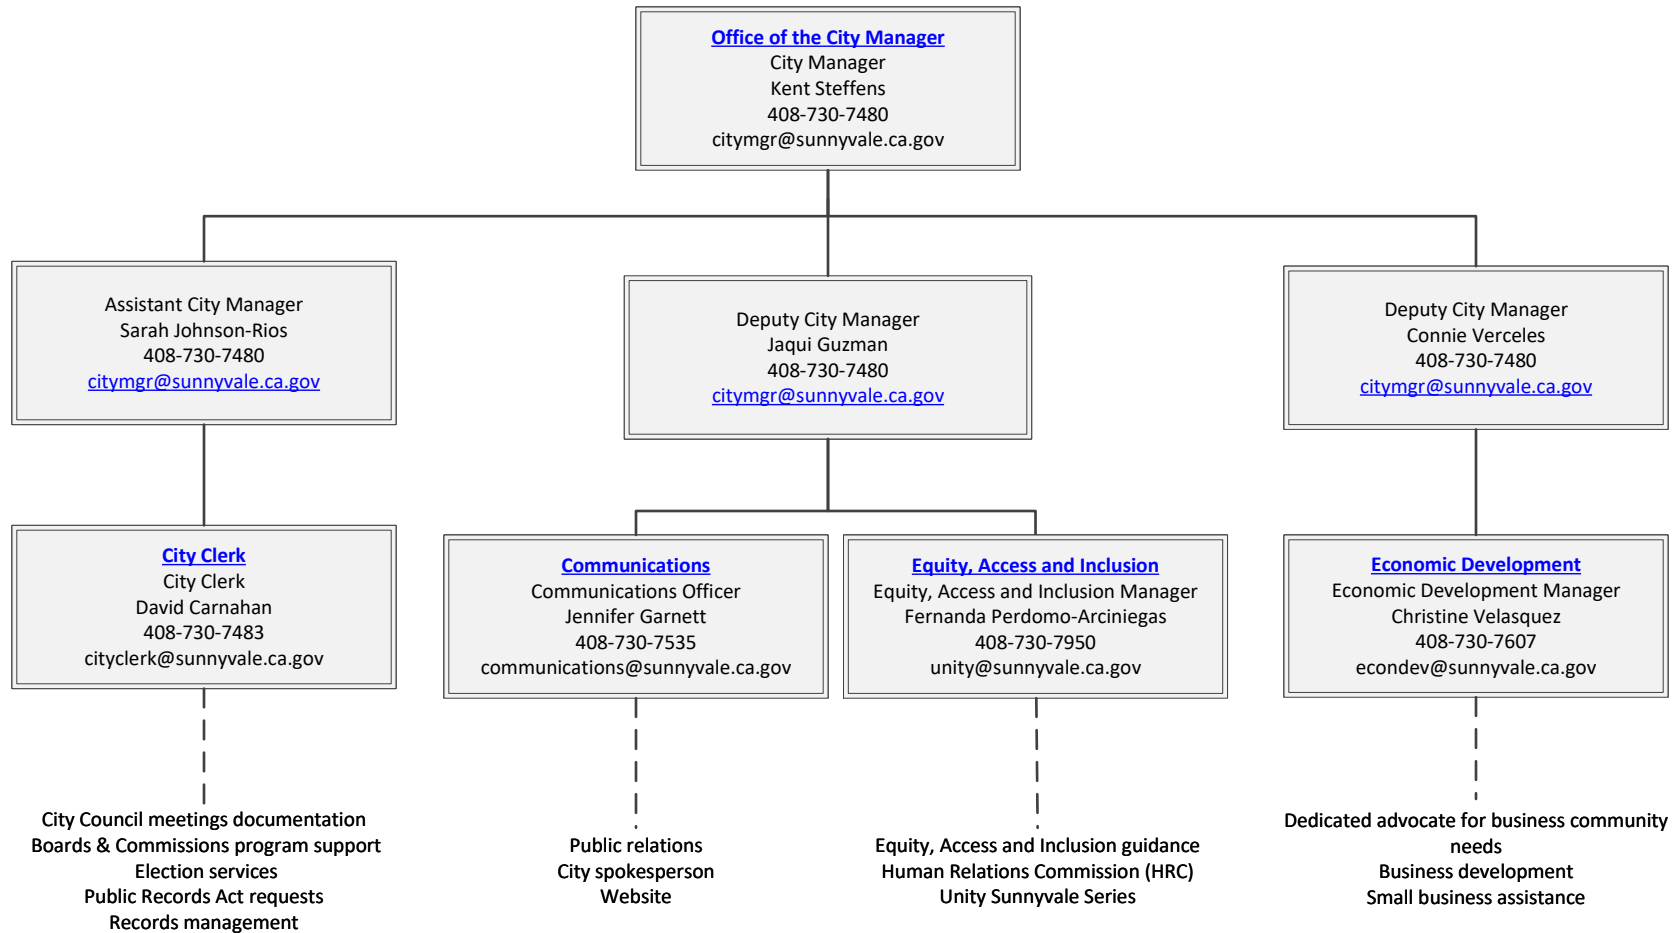 Office of the City Manager
City Manager
Kent Steffens
408-730-7480
citymgr@sunnyvale.ca.gov
Assistant City Manager
Sarah Johnson-Rios
408-730-7480
citymgr@sunnyvale.ca.gov
Deputy City Manager
Jaqui Guzman
408-730-7480
citymgr@sunnyvale.ca.gov
Deputy City Manager
Connie Verceles
408-730-7480
citymgr@sunnyvale.ca.gov
City Clerk
City Clerk
David Carnahan
408-730-7483
cityclerk@sunnyvale.ca.gov
Communications
Communications Officer
Jennifer Garnett
408-730-7535
communications@sunnyvale.ca.gov
Equity, Access and Inclusion
Equity, Access and Inclusion Manager
Fernanda Perdomo-Arciniegas
408-730-7950
unity@sunnyvale.ca.gov
Economic Development
Economic Development Manager
Christine Velasquez
408-730-7607
econdev@sunnyvale.ca.gov
City Council meetings documentation
Boards & Commissions program support
Election services
Public Records Act requests
Records management
Public relations
City spokesperson
Website
Equity, Access and Inclusion guidance
Human Relations Commission (HRC)
Unity Sunnyvale Series
Dedicated advocate for business community
needs
Business development
Small business assistance